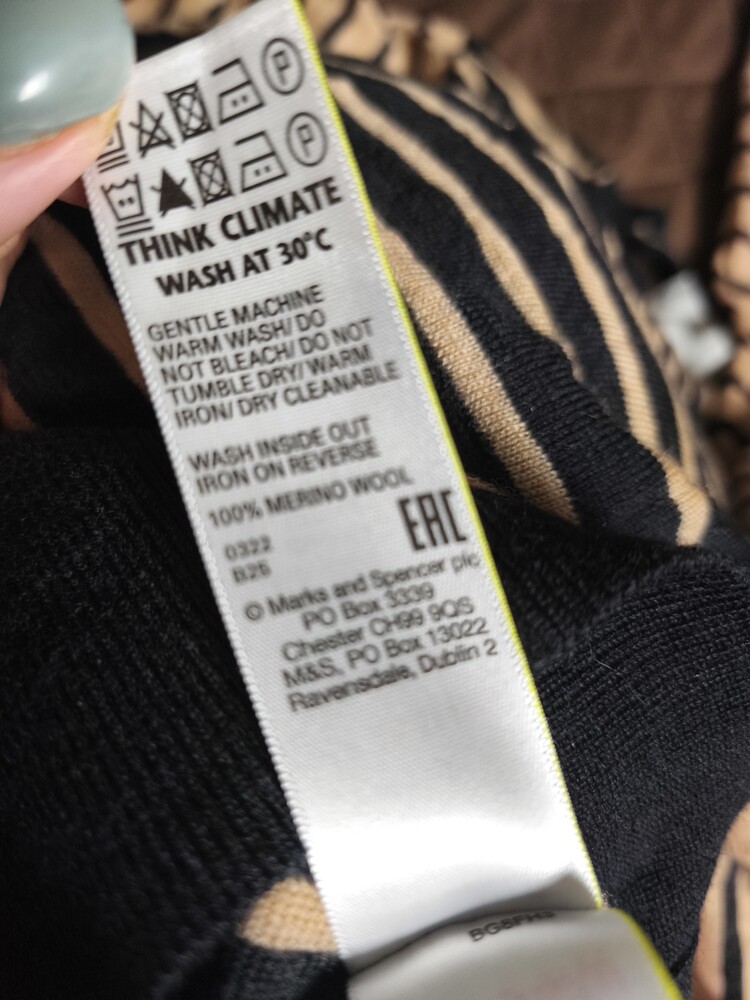 P
P
THINK CLIMATE
WASH AT 30°C
GENTLE MACHINE
WARM WASH/ DO
NOT BLEACH/ DO NOT
TUMBLE DRY/ WARM
IRON/ DRY CLEANABLE
WASH INSIDE OUT
IRON ON REVERSE
100% MERINO WOOL
0322
B26
EAC
© Marks and Spencer plc
PO Box 3339
Chester CH99 9QS
M&S, PO Box 13022
Ravensdale, Dublin 2